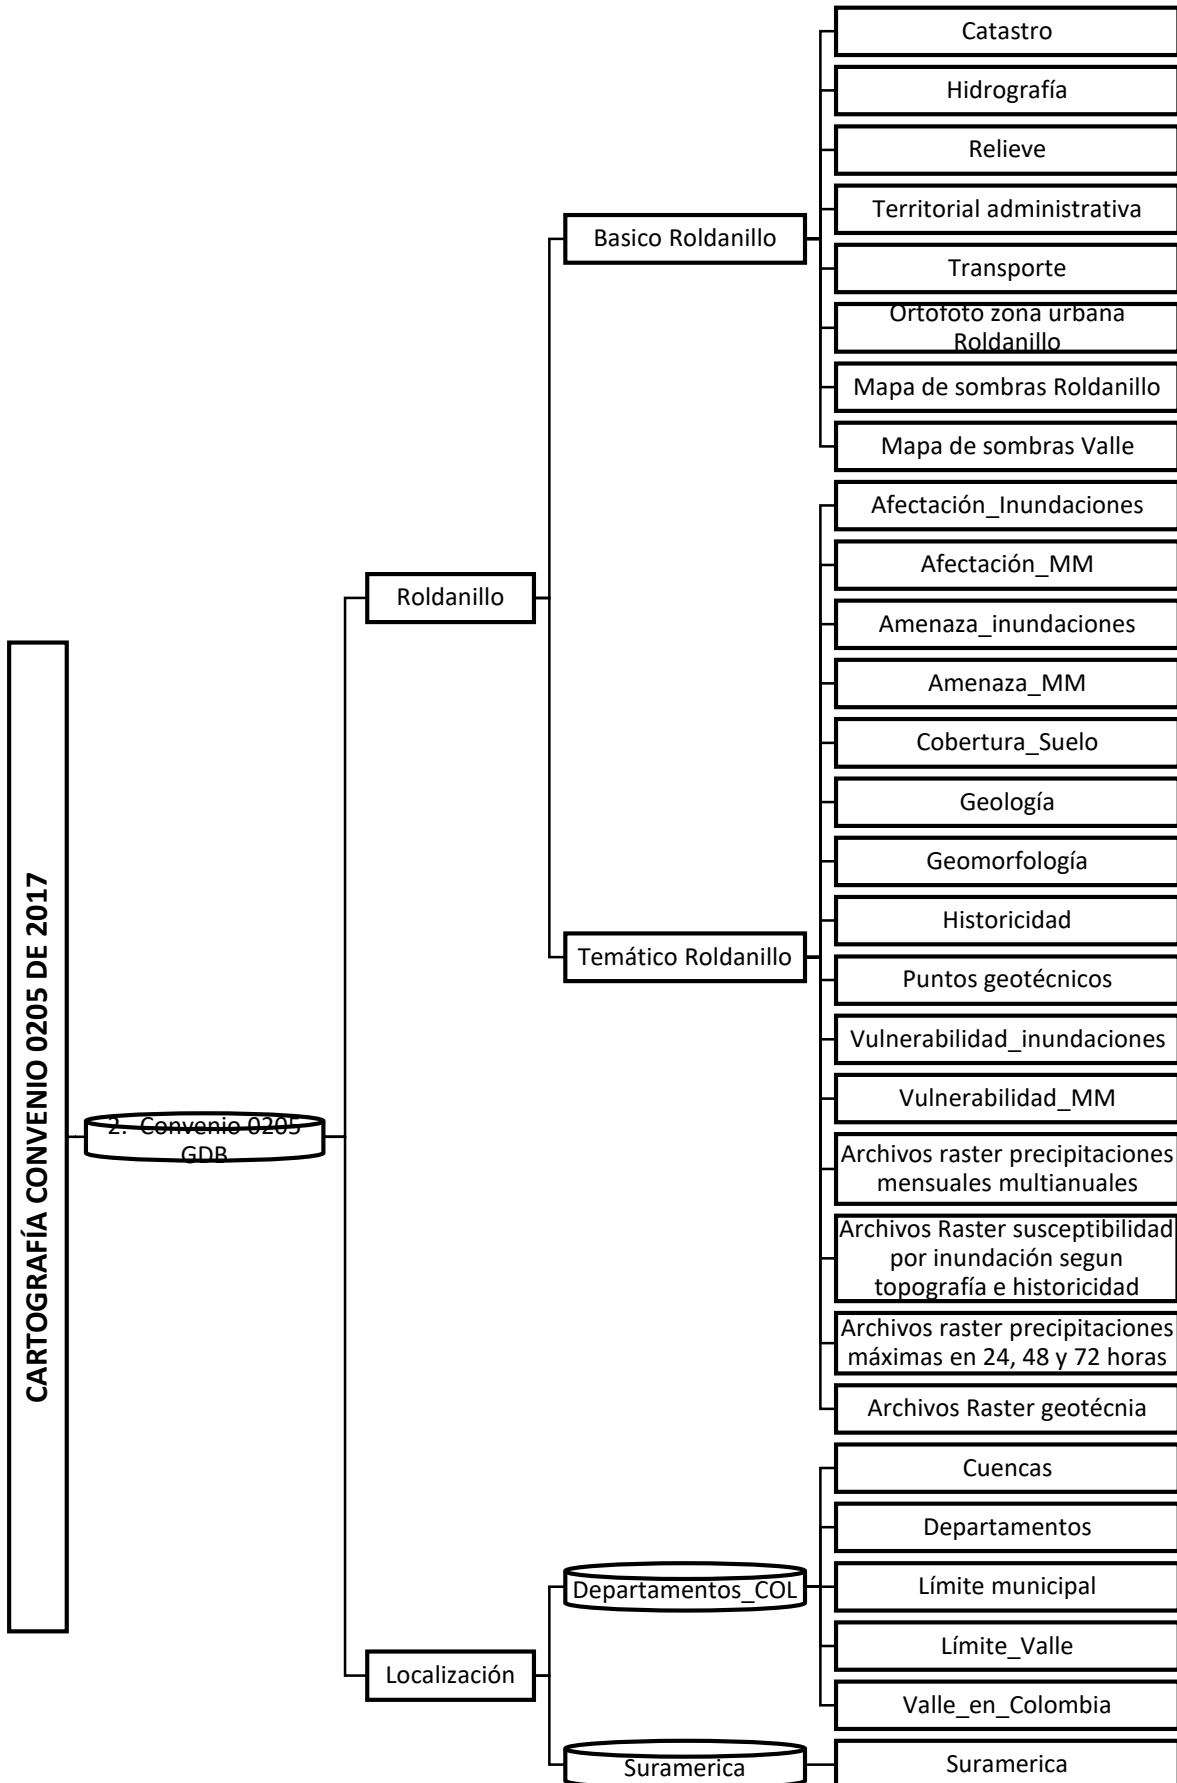 CARTOGRAFÍA CONVENIO 0205 DE 2017
2. Convenio 0205
GDB
Roldanillo
Basico Roldanillo
Catastro
Hidrografía
Relieve
Territorial administrativa
Transporte
Ortofoto zona urbana
Roldanillo
Mapa de sombras Roldanillo
Mapa de sombras Valle
Temático Roldanillo
Afectación_Inundaciones
Afectación_MM
Amenaza_inundaciones
Amenaza_MM
Cobertura_Suelo
Geología
Geomorfología
Historicidad
Puntos geotécnicos
Vulnerabilidad_inundaciones
Vulnerabilidad_MM
Archivos raster precipitaciones
mensuales multianuales
Archivos Raster susceptibilidad
por inundación segun
topografía e historicidad
Archivos raster precipitaciones
máximas en 24, 48 y 72 horas
Archivos Raster geotécnia
Localización
Departamentos_COL
Cuencas
Departamentos
Límite municipal
Límite_Valle
Valle_en_Colombia
Suramerica
Suramerica